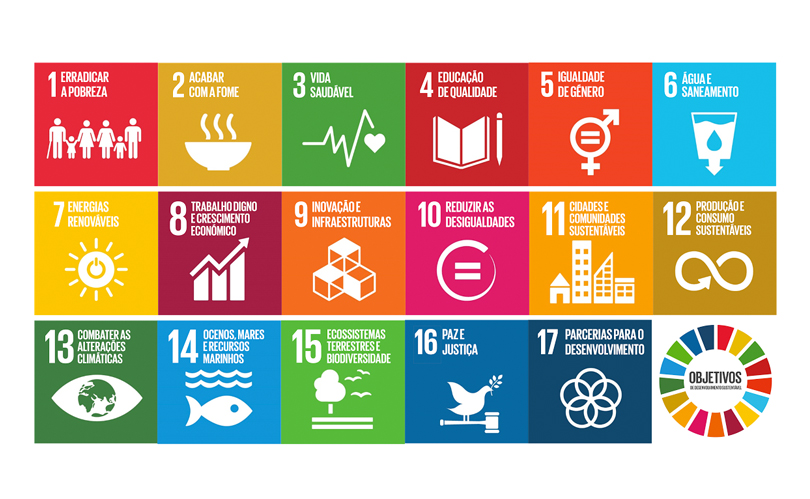 1 ERRADICAR
A POBREZA
2 ACABAR
COM A FOME
3 VIDA
SAUDÁVEL
4 EDUCAÇÃO
DE QUALIDADE
5 IGUALDADE
DE GÉNERO
6 ÁGUA E
SANEAMENTO
7 ENERGIAS
RENOVÁVEIS
8 TRABALHO DIGNO
E CRESCIMENTO
ECONÓMICO
9 INOVAÇÃO E
INFRAESTRUTURAS
10 REDUZIR AS
DESIGUALDADES
11 CIDADES E
COMUNIDADES
SUSTENTÁVEIS
12 PRODUÇÃO E
CONSUMO
SUSTENTÁVEIS
13 COMBATER AS
ALTERAÇÕES
CLIMÁTICAS
14 OCENOS, MARES
E RECURSOS
MARINHOS
15 ECOSSISTEMAS
TERRESTRES E
BIODIVERSIDADE
16 PAZ E
JUSTIÇA
17 PARCERIAS PARA O
DESENVOLVIMENTO
OBJETIVOS
DE DESENVOLVIMENTO SUSTENTÁVEL